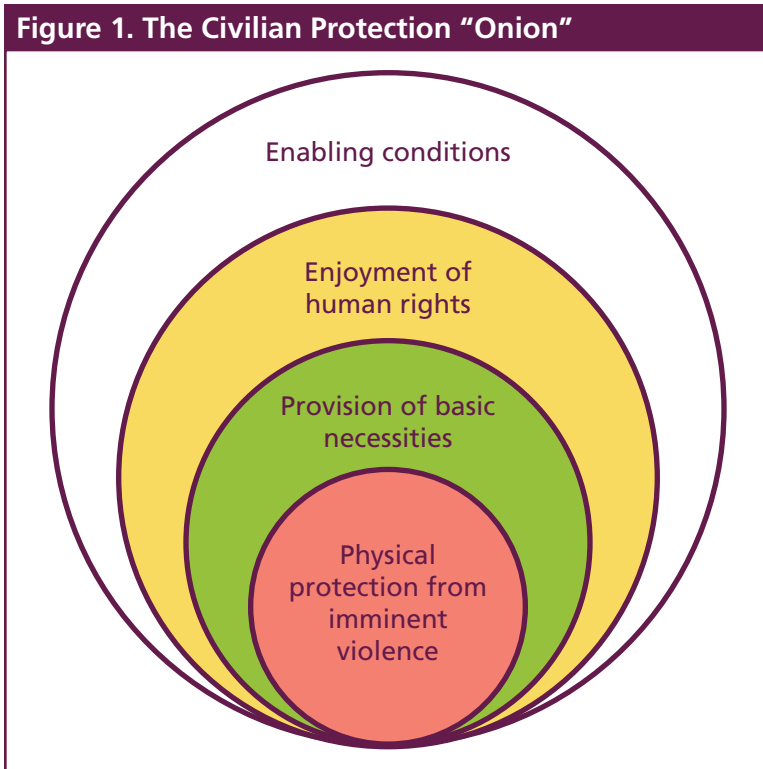 Figure 1. The Civilian Protection “Onion”
Enabling conditions
Enjoyment of
human rights
Provision of basic
necessities
Physical
protection from
imminent
violence